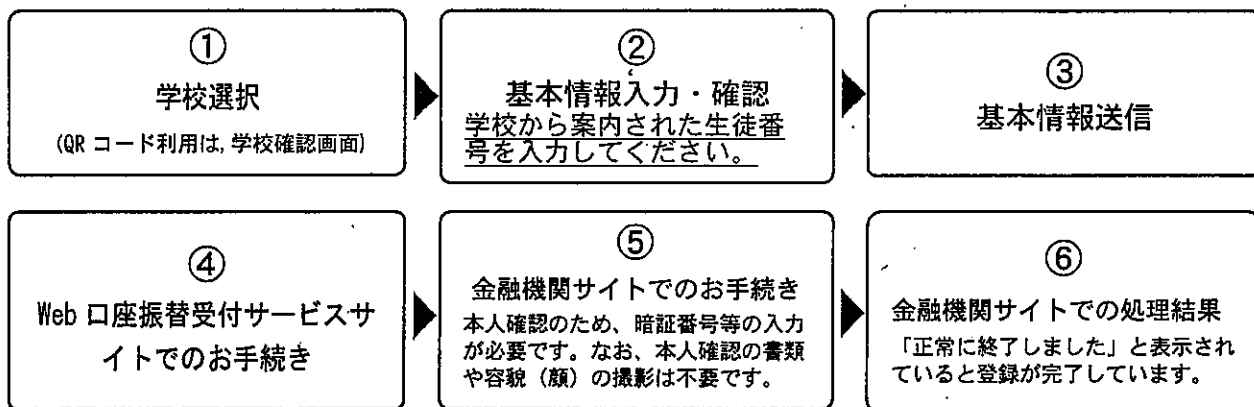 ①
学校選択
(QR コード利用は, 学校確認画面)
②
基本情報入力・確認
学校から案内された生徒番
号を入力してください。
③
基本情報送信
④
Web 口座振替受付サービスサ
イトでのお手続き
⑤
金融機関サイトでのお手続き
本人確認のため、暗証番号等の入力
が必要です。なお、本人確認の書類
や容貌（顔）の撮影は不要です。
⑥
金融機関サイトでの処理結果
「正常に終了しました」と表示され
ていると登録が完了しています。